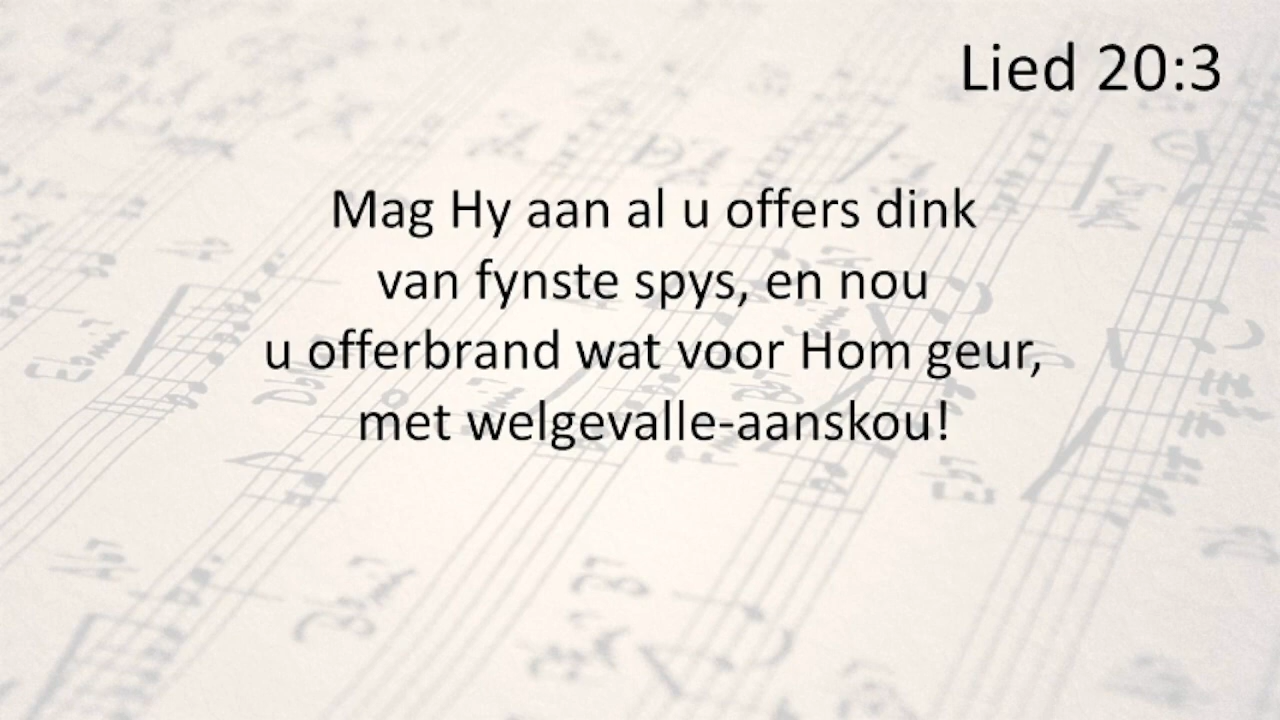 Lied 20:3
Mag Hy aan al u offers dink
van fynste spys, en nou
u offerbrand wat voor Hom geur,
met welgevalle-aanskou!